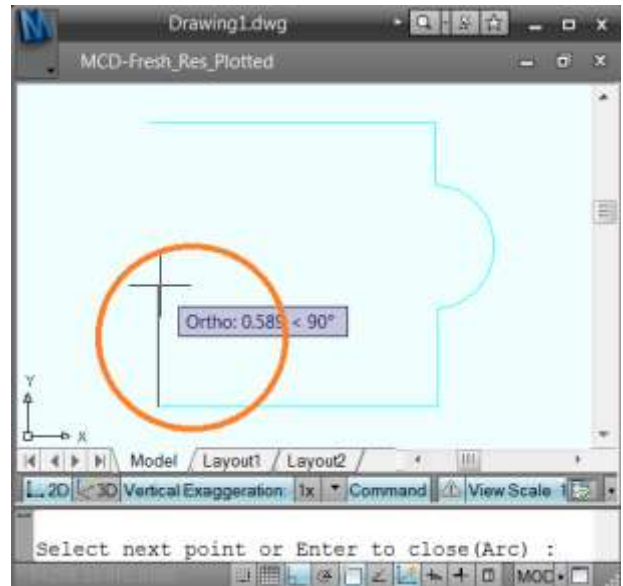 Drawing1.dwg
MCD-Fresh_Res_Plotted
Ortho: 0.589 < 90°
Y
X
Model / Layout1 / Layout2 /
2D 3D Vertical Exaggeration: 1x Command View Scale 1
Select next point or Enter to close(Arc) :
MOD